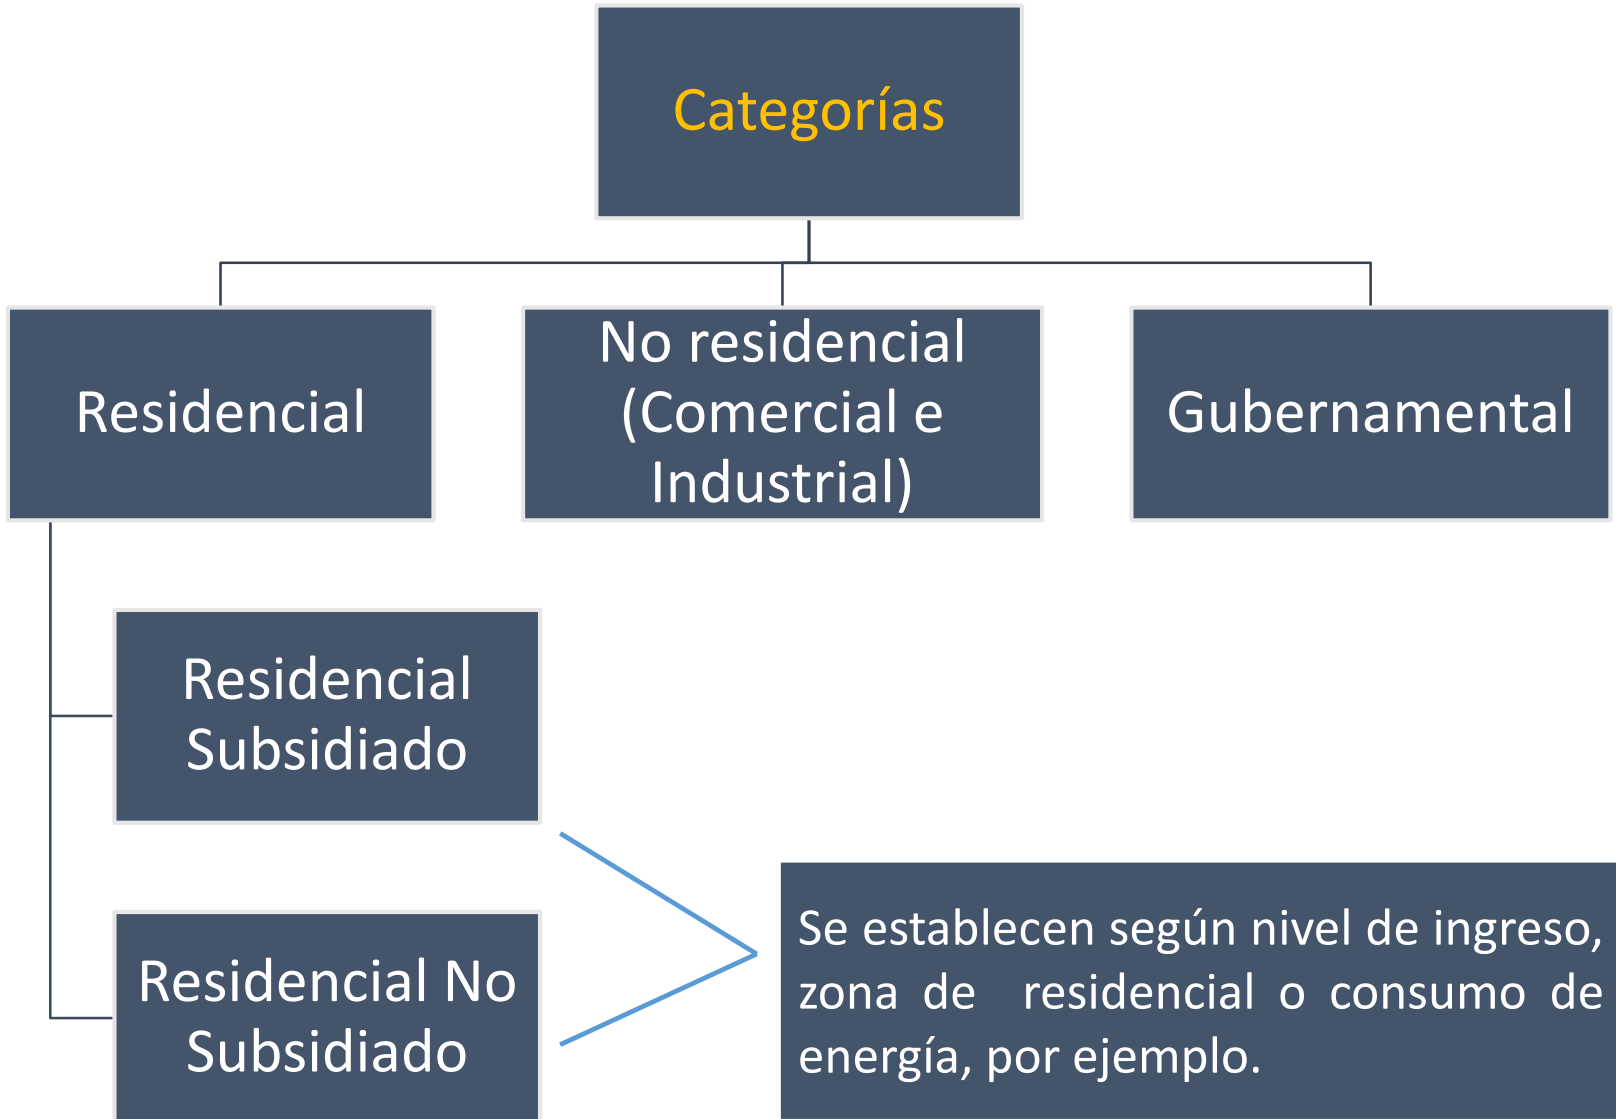 Categorías
Residencial
No residencial
(Comercial e
Industrial)
Gubernamental
Residencial
Subsidiado
Residencial No
Subsidiado
Se establecen según nivel de ingreso,
zona de residencial o consumo de
energía, por ejemplo.